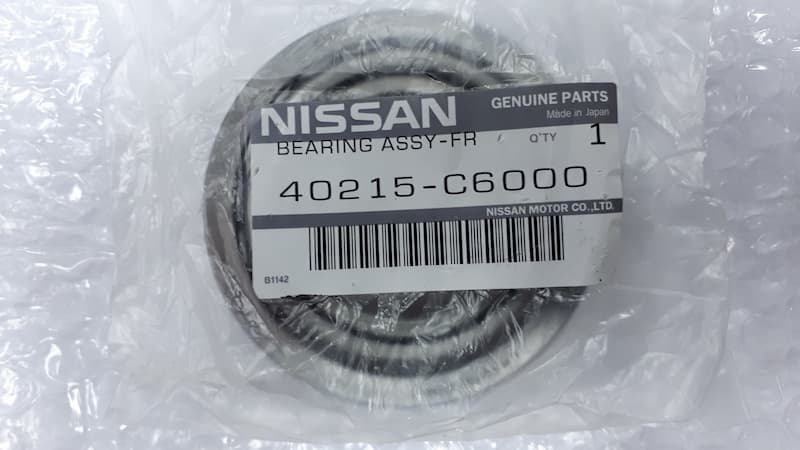 NISSAN GENUINE PARTS
Made in Japan
BEARING ASSY-FR Q'TY 1
40215-C6000
NISSAN MOTOR CO.,LTD.
B1142